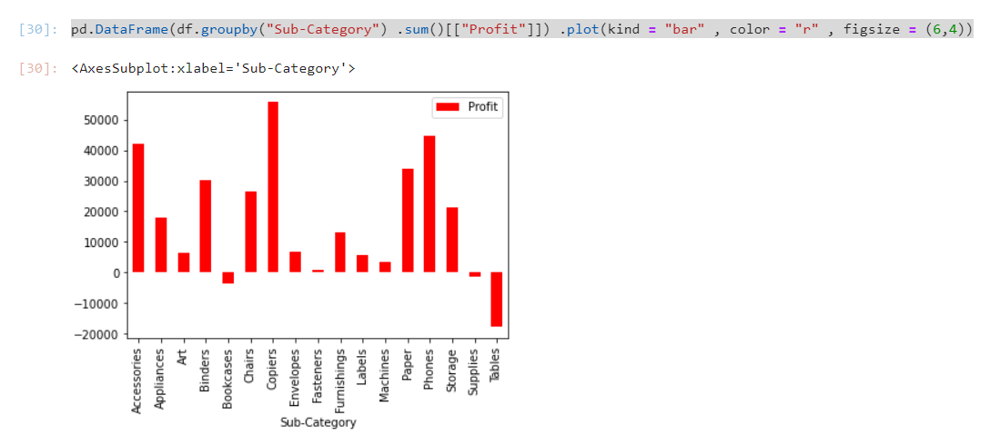 [30]: pd.DataFrame(df.groupby("Sub-Category") .sum()[["Profit"]]) .plot(kind = "bar" , color = "r" , figsize = (6,4))
[30]: <AxesSubplot:xlabel='Sub-Category'>
Profit
50000
40000
30000
20000
10000
0
−10000
−20000
Accessories
Appliances
Art
Binders
Bookcases
Chairs
Copiers
Envelopes
Fasteners
Furnishings
Labels
Machines
Paper
Phones
Storage
Supplies
Tables
Sub-Category